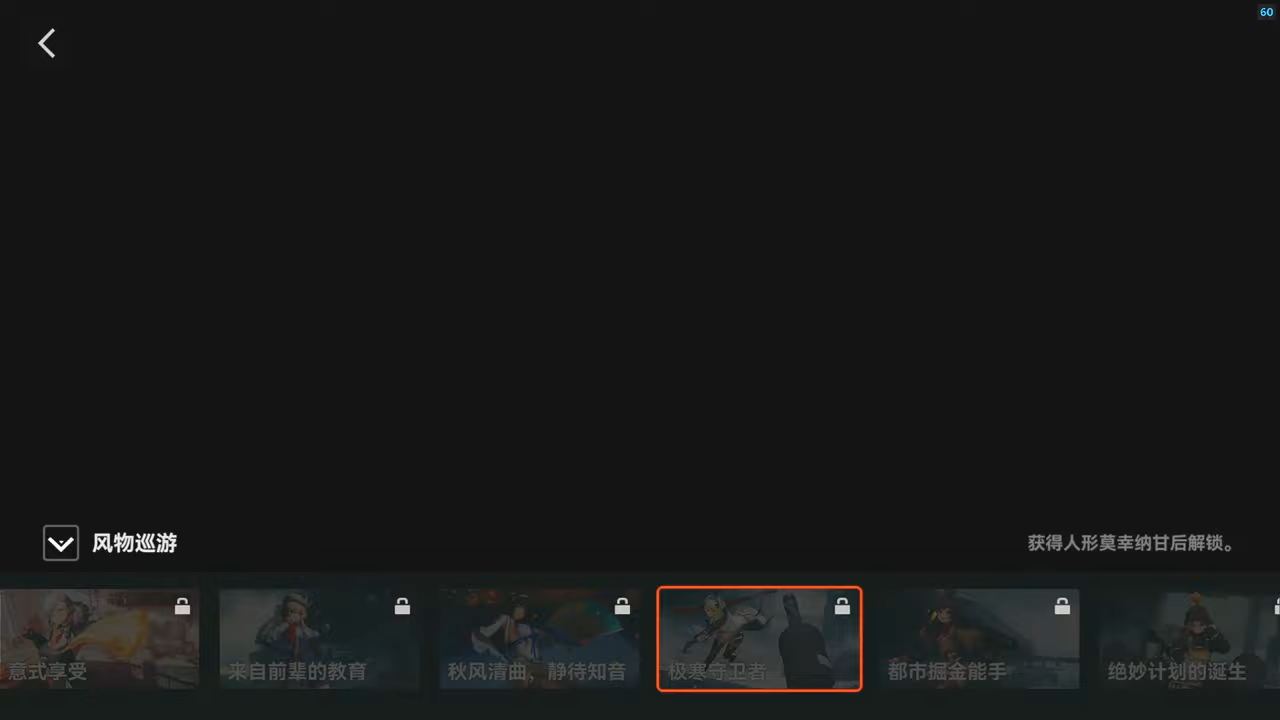 60
风物巡游
获得人形莫辛纳甘后解锁。
意式享受
来自前辈的教育
秋风清曲，静待知音
极寒守卫者
都市掘金能手
绝妙计划的诞生